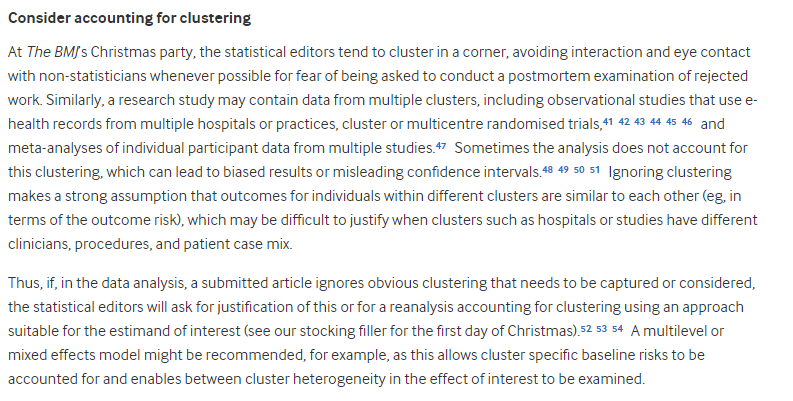 Consider accounting for clustering
At The BMJ's Christmas party, the statistical editors tend to cluster in a corner, avoiding interaction and eye contact
with non-statisticians whenever possible for fear of being asked to conduct a postmortem examination of rejected
work. Similarly, a research study may contain data from multiple clusters, including observational studies that use e-
health records from multiple hospitals or practices, cluster or multicentre randomised trials,41 42 43 44 45 46 and
meta-analyses of individual participant data from multiple studies.47 Sometimes the analysis does not account for
this clustering, which can lead to biased results or misleading confidence intervals.48 49 50 51 Ignoring clustering
makes a strong assumption that outcomes for individuals within different clusters are similar to each other (eg, in
terms of the outcome risk), which may be difficult to justify when clusters such as hospitals or studies have different
clinicians, procedures, and patient case mix.
Thus, if, in the data analysis, a submitted article ignores obvious clustering that needs to be captured or considered,
the statistical editors will ask for justification of this or for a reanalysis accounting for clustering using an approach
suitable for the estimand of interest (see our stocking filler for the first day of Christmas).52 53 54 A multilevel or
mixed effects model might be recommended, for example, as this allows cluster specific baseline risks to be
accounted for and enables between cluster heterogeneity in the effect of interest to be examined.